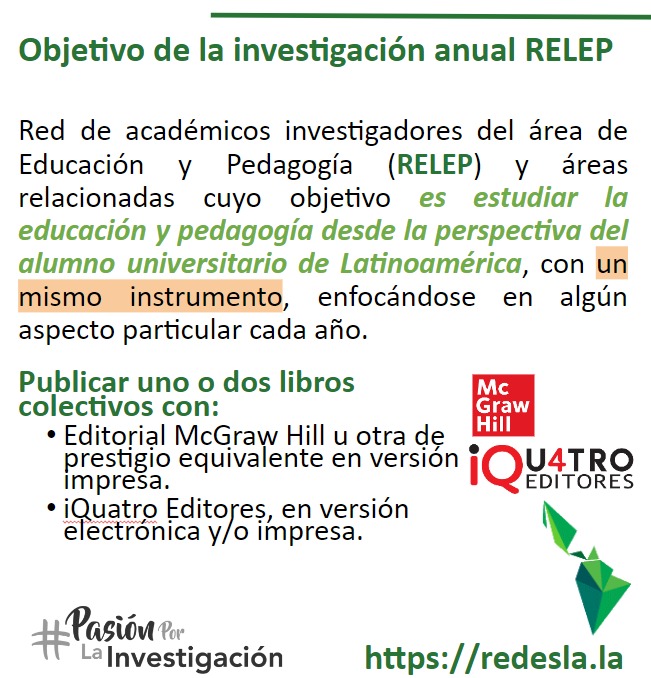 Objetivo de la investigación anual RELEP
Red de académicos investigadores del área de
Educación y Pedagogía (RELEP) y áreas
relacionadas cuyo objetivo es estudiar la
educación y pedagogía desde la perspectiva del
alumno universitario de Latinoamérica, con un
mismo instrumento, enfocándose en algún
aspecto particular cada año.
Publicar uno o dos libros
colectivos con:
• Editorial McGraw Hill u otra de
prestigio equivalente en versión
impresa.
• iQuatro Editores, en versión
electrónica y/o impresa.
Mc
Graw
Hill
iQU4TRO
EDITORES
#Pasión Por
La Investigación
https://redesla.la